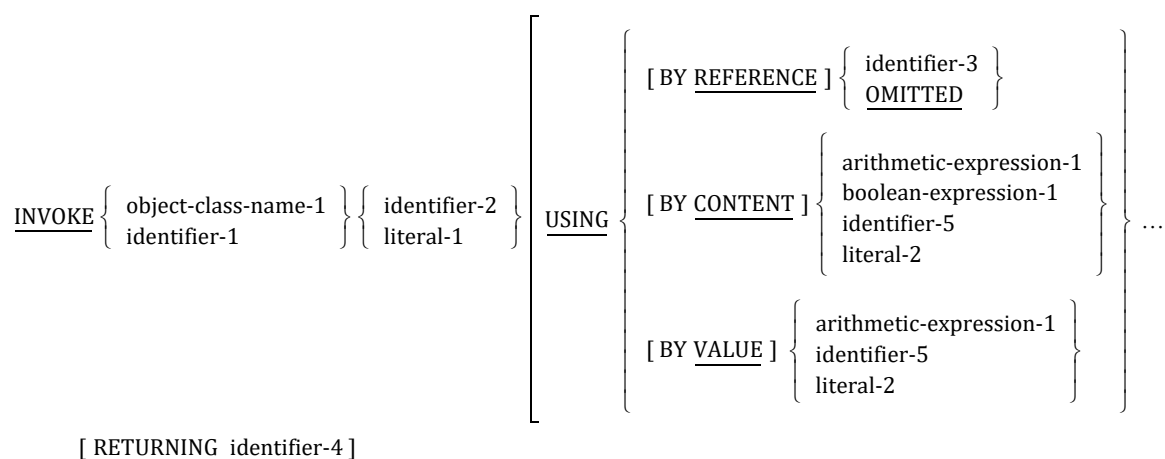 [ BY REFERENCE ] { identifier-3
OMITTED }
INVOKE { object-class-name-1
identifier-1 } { identifier-2
literal-1 } [ USING {
[ BY CONTENT ] { arithmetic-expression-1
boolean-expression-1
identifier-5
literal-2 } } …
[ BY VALUE ] { arithmetic-expression-1
identifier-5
literal-2 }
[ RETURNING identifier-4 ]